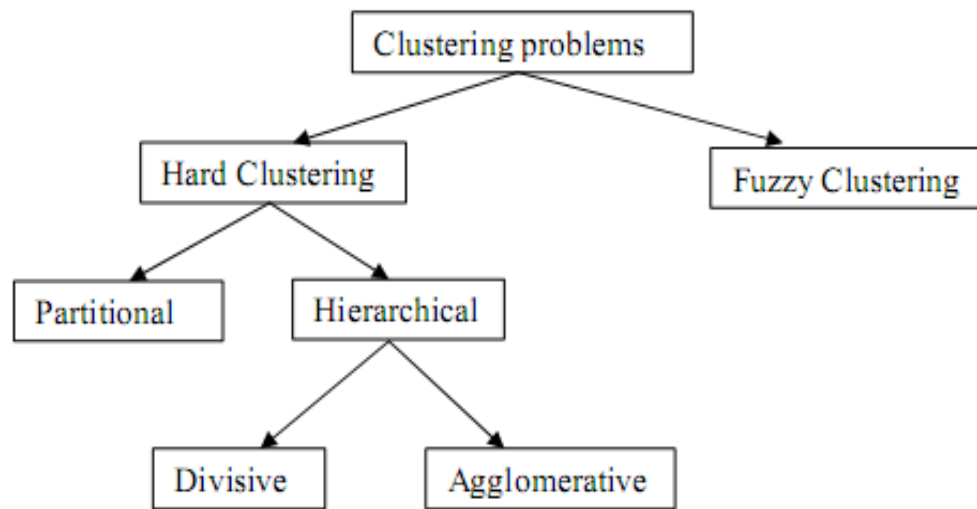 Clustering problems
Hard Clustering
Fuzzy Clustering
Partitional
Hierarchical
Divisive
Agglomerative